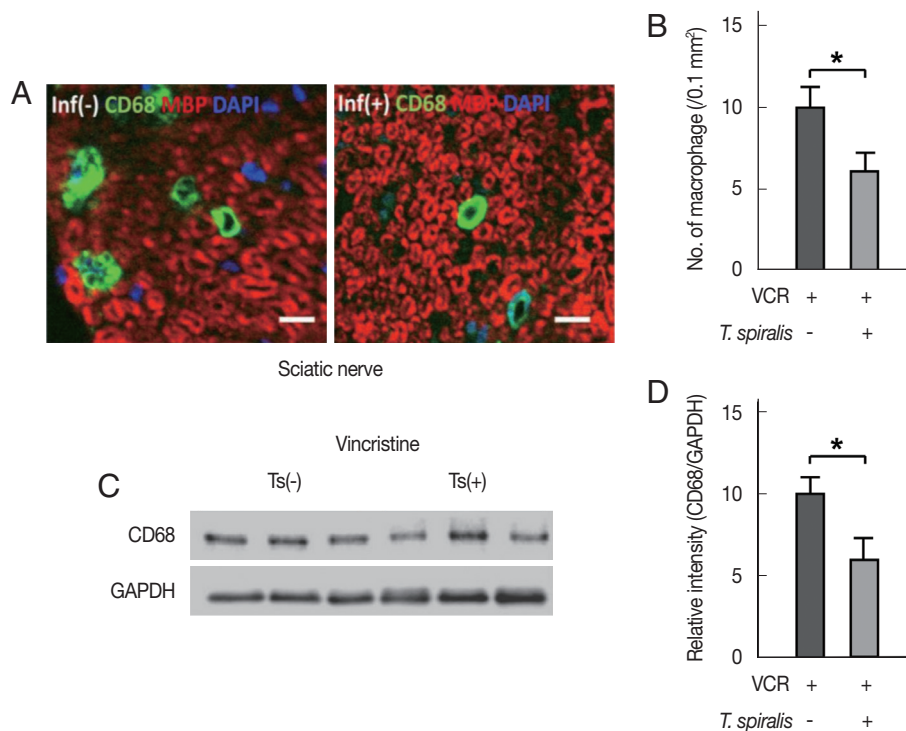 A
Inf(-) CD68 MBP DAPI
Inf(+) CD68 MBP DAPI
Sciatic nerve
B
No. of macrophage (/0.1 mm²)
15
10
5
0
*
VCR + +
T. spiralis - +
C
Vincristine
Ts(-) Ts(+)
CD68
GAPDH
D
Relative intensity (CD68/GAPDH)
15
10
5
0
*
VCR + +
T. spiralis - +